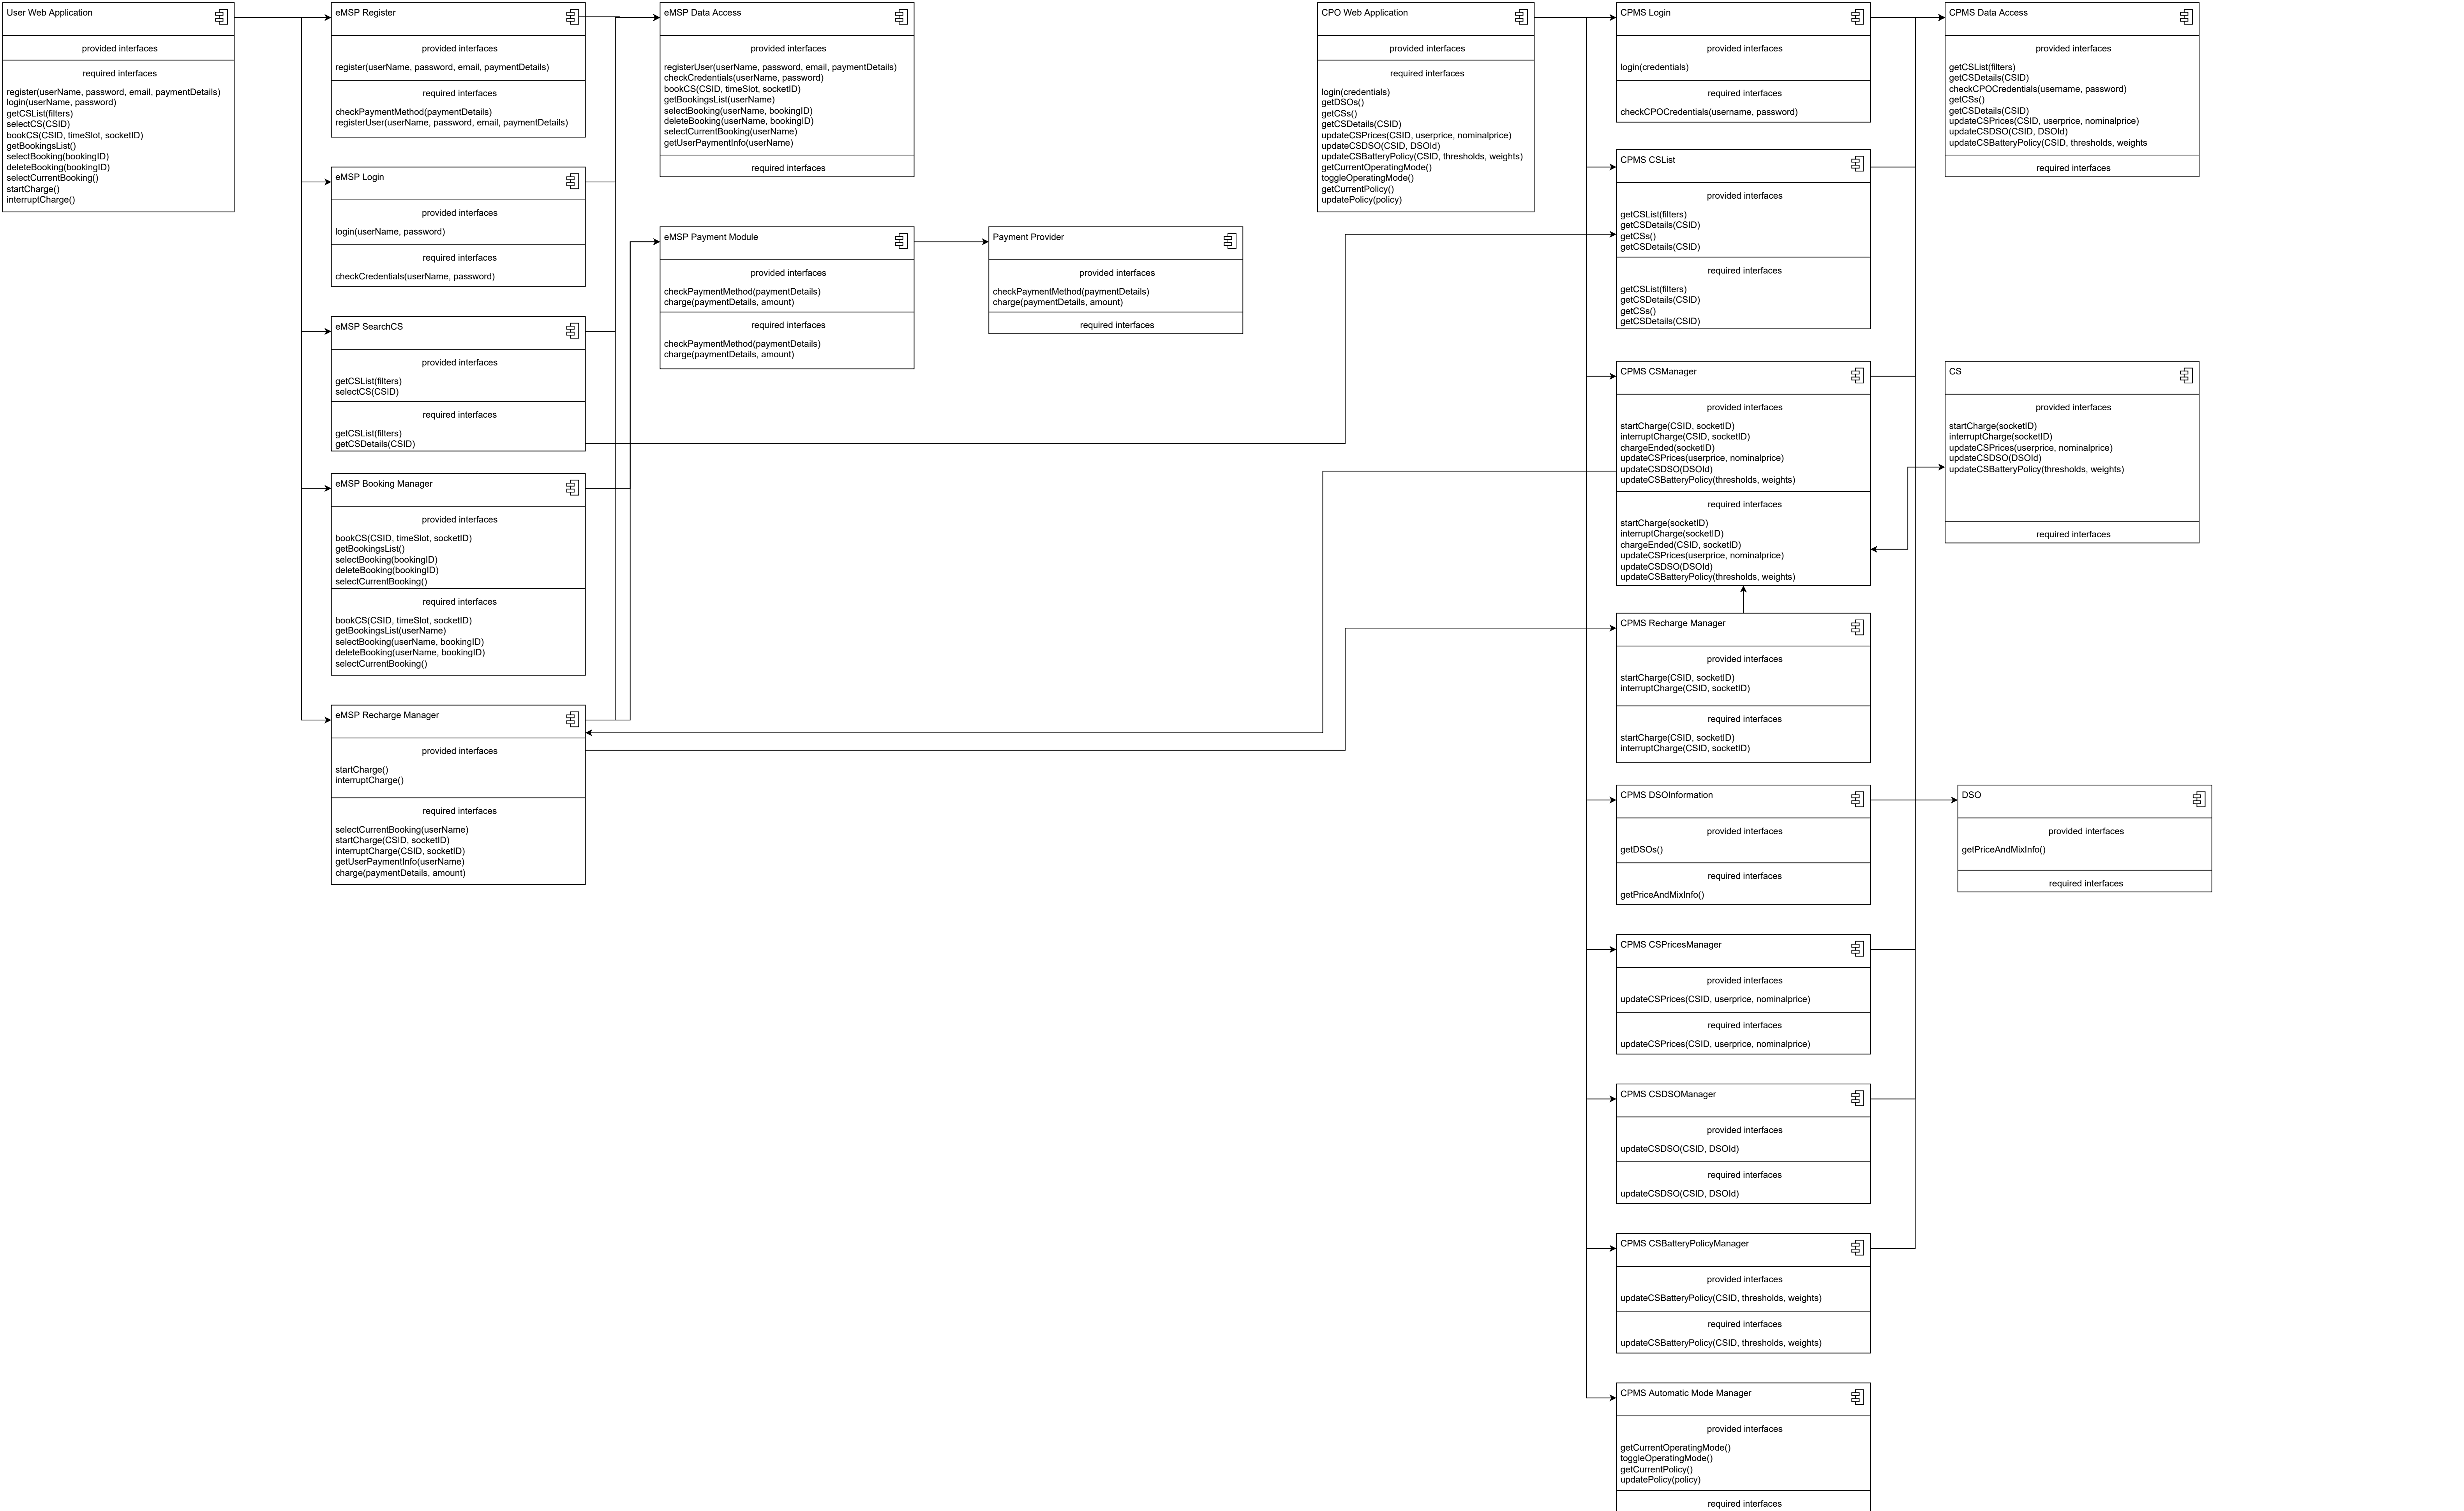 User Web Application
provided interfaces
required interfaces
register(userName, password, email, paymentDetails)
login(userName, password)
getCSList(filters)
selectCS(CSID)
bookCS(CSID, timeSlot, socketID)
getBookingsList()
selectBooking(bookingID)
deleteBooking(bookingID)
selectCurrentBooking()
startCharge()
interruptCharge()
eMSP Register
provided interfaces
register(userName, password, email, paymentDetails)
required interfaces
checkPaymentMethod(paymentDetails)
registerUser(userName, password, email, paymentDetails)
eMSP Login
provided interfaces
login(userName, password)
required interfaces
checkCredentials(userName, password)
eMSP SearchCS
provided interfaces
getCSList(filters)
selectCS(CSID)
required interfaces
getCSList(filters)
getCSDetails(CSID)
eMSP Booking Manager
provided interfaces
bookCS(CSID, timeSlot, socketID)
getBookingsList()
selectBooking(bookingID)
deleteBooking(bookingID)
selectCurrentBooking()
required interfaces
bookCS(CSID, timeSlot, socketID)
getBookingsList(userName)
selectBooking(userName, bookingID)
deleteBooking(userName, bookingID)
selectCurrentBooking()
eMSP Recharge Manager
provided interfaces
startCharge()
interruptCharge()
required interfaces
selectCurrentBooking(userName)
startCharge(CSID, socketID)
interruptCharge(CSID, socketID)
getUserPaymentInfo(userName)
charge(paymentDetails, amount)
eMSP Data Access
provided interfaces
registerUser(userName, password, email, paymentDetails)
checkCredentials(userName, password)
bookCS(CSID, timeSlot, socketID)
getBookingsList(userName)
selectBooking(userName, bookingID)
deleteBooking(userName, bookingID)
selectCurrentBooking(userName)
getUserPaymentInfo(userName)
required interfaces
eMSP Payment Module
provided interfaces
checkPaymentMethod(paymentDetails)
charge(paymentDetails, amount)
required interfaces
checkPaymentMethod(paymentDetails)
charge(paymentDetails, amount)
Payment Provider
provided interfaces
checkPaymentMethod(paymentDetails)
charge(paymentDetails, amount)
required interfaces
CPO Web Application
provided interfaces
required interfaces
login(credentials)
getDSOs()
getCSs()
getCSDetails(CSID)
updateCSPrices(CSID, userprice, nominalprice)
updateCSDSO(CSID, DSOId)
updateCSBatteryPolicy(CSID, thresholds, weights)
getCurrentOperatingMode()
toggleOperatingMode()
getCurrentPolicy()
updatePolicy(policy)
CPMS Login
provided interfaces
login(credentials)
required interfaces
checkCPOCredentials(username, password)
CPMS CSList
provided interfaces
getCSList(filters)
getCSDetails(CSID)
getCSs()
getCSDetails(CSID)
required interfaces
getCSList(filters)
getCSDetails(CSID)
getCSs()
getCSDetails(CSID)
CPMS CSManager
provided interfaces
startCharge(CSID, socketID)
interruptCharge(CSID, socketID)
chargeEnded(socketID)
updateCSPrices(userprice, nominalprice)
updateCSDSO(DSOId)
updateCSBatteryPolicy(thresholds, weights)
required interfaces
startCharge(socketID)
interruptCharge(socketID)
chargeEnded(CSID, socketID)
updateCSPrices(userprice, nominalprice)
updateCSDSO(DSOId)
updateCSBatteryPolicy(thresholds, weights)
CPMS Recharge Manager
provided interfaces
startCharge(CSID, socketID)
interruptCharge(CSID, socketID)
required interfaces
startCharge(CSID, socketID)
interruptCharge(CSID, socketID)
CPMS DSOInformation
provided interfaces
getDSOs()
required interfaces
getPriceAndMixInfo()
CPMS CSPricesManager
provided interfaces
updateCSPrices(CSID, userprice, nominalprice)
required interfaces
updateCSPrices(CSID, userprice, nominalprice)
CPMS CSDSOManager
provided interfaces
updateCSDSO(CSID, DSOId)
required interfaces
updateCSDSO(CSID, DSOId)
CPMS CSBatteryPolicyManager
provided interfaces
updateCSBatteryPolicy(CSID, thresholds, weights)
required interfaces
updateCSBatteryPolicy(CSID, thresholds, weights)
CPMS Automatic Mode Manager
provided interfaces
getCurrentOperatingMode()
toggleOperatingMode()
getCurrentPolicy()
updatePolicy(policy)
required interfaces
CPMS Data Access
provided interfaces
getCSList(filters)
getCSDetails(CSID)
checkCPOCredentials(username, password)
getCSs()
getCSDetails(CSID)
updateCSPrices(CSID, userprice, nominalprice)
updateCSDSO(CSID, DSOId)
updateCSBatteryPolicy(CSID, thresholds, weights
required interfaces
CS
provided interfaces
startCharge(socketID)
interruptCharge(socketID)
updateCSPrices(userprice, nominalprice)
updateCSDSO(DSOId)
updateCSBatteryPolicy(thresholds, weights)
required interfaces
DSO
provided interfaces
getPriceAndMixInfo()
required interfaces